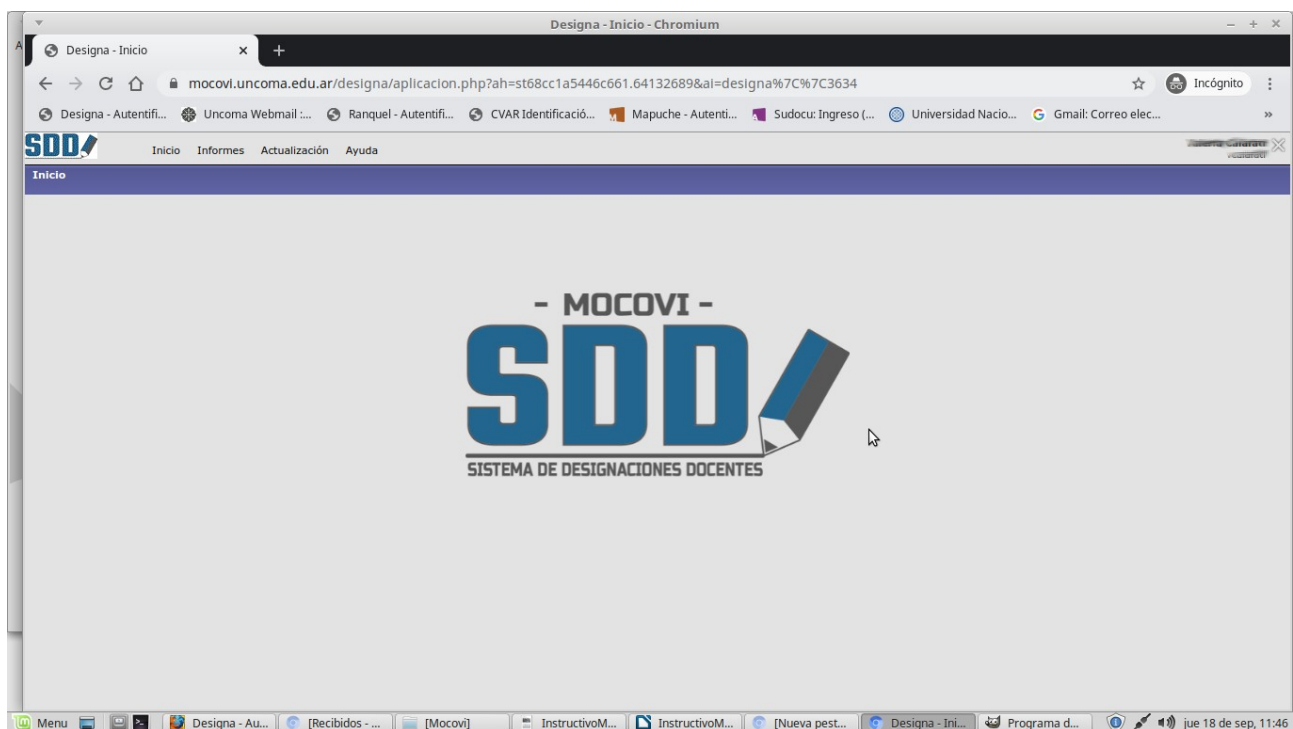 Designa - Inicio - Chromium
Designa - Inicio
mocovi.uncoma.edu.ar/designa/aplicacion.php?ah=st68cc1a5446c661.64132689&ai=designa%7C%7C3634
Incógnito
Designa - Autentifi... Uncoma Webmail :... Ranquel - Autentifi... CVAR Identificació... Mapuche - Autenti... Sudocu: Ingreso (... Universidad Nacio... Gmail: Correo elec... »
SDD Inicio Informes Actualización Ayuda
Inicio
- MOCOVI -
SDD
SISTEMA DE DESIGNACIONES DOCENTES
Menu Designa - Au... [Recibidos - ... [Mocovi] InstructivoM... InstructivoM... [Nueva pest... Designa - Ini... Programa d... jue 18 de sep, 11:46